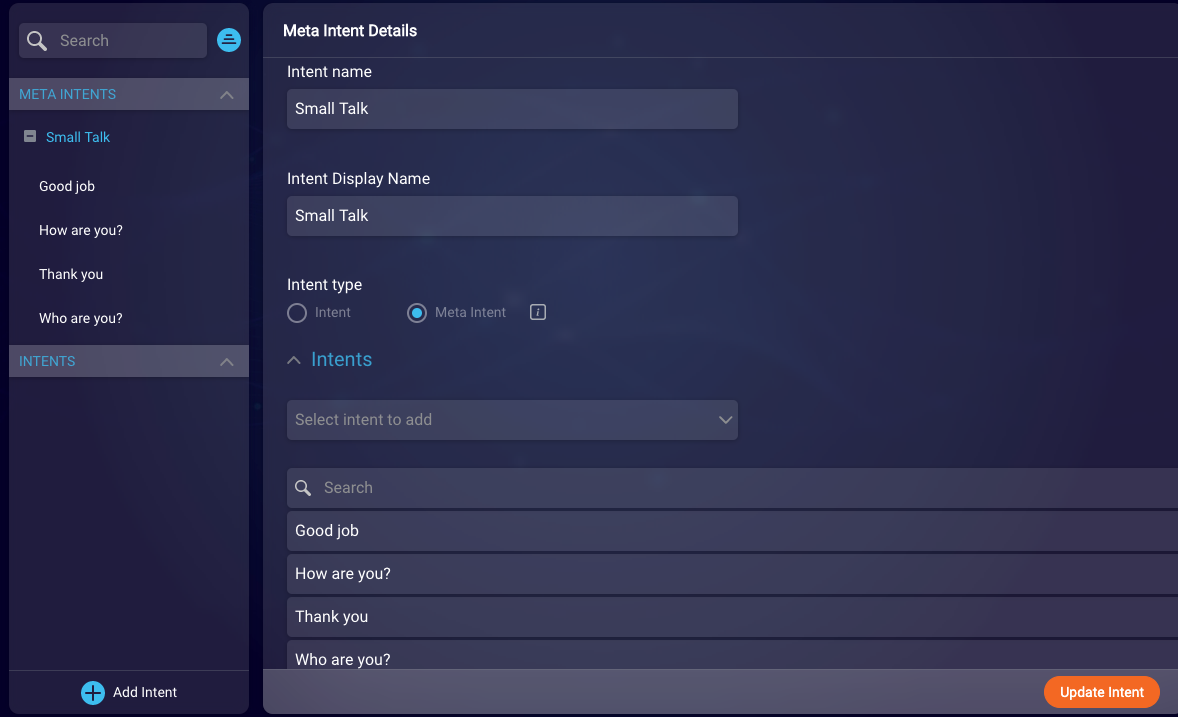 Search
META INTENTS
Small Talk
Good job
How are you?
Thank you
Who are you?
INTENTS
Add Intent
Meta Intent Details
Intent name
Small Talk
Intent Display Name
Small Talk
Intent type
Intent
Meta Intent
i
Intents
Select intent to add
Search
Good job
How are you?
Thank you
Who are you?
Update Intent